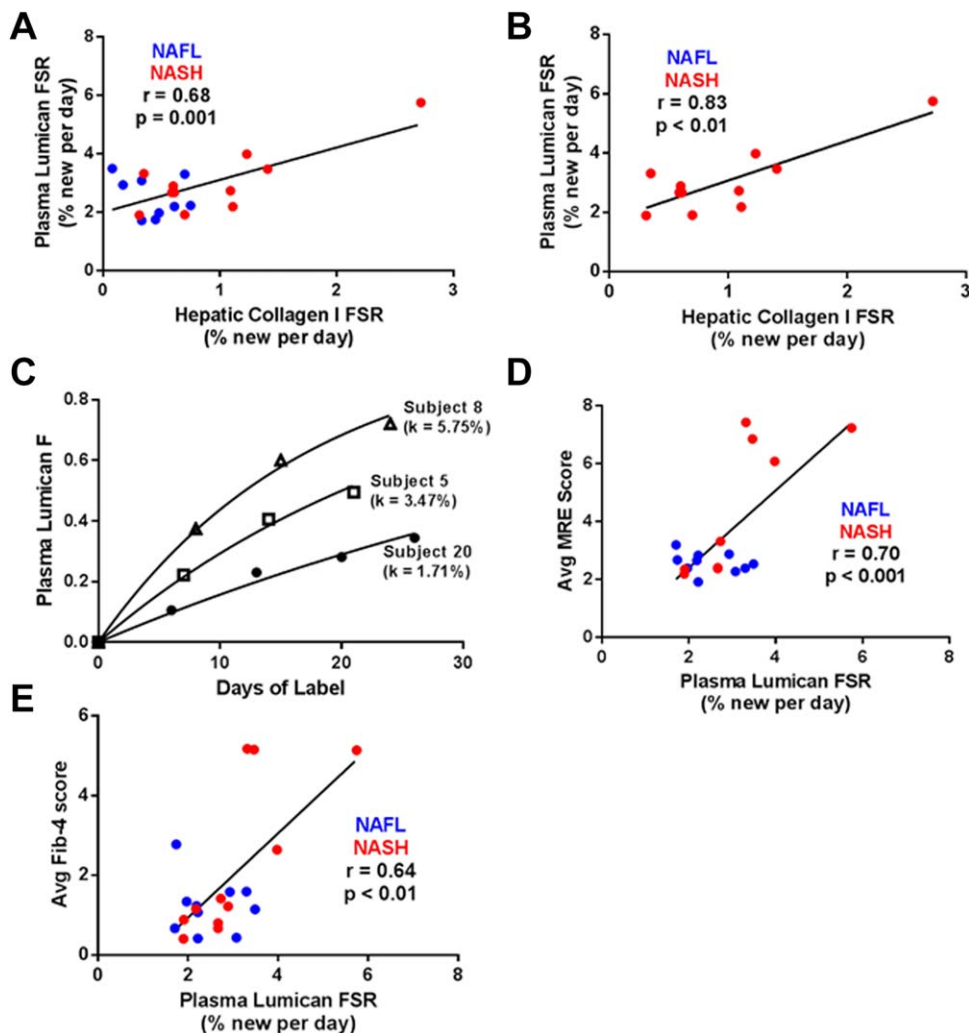 A
Plasma Lumican FSR
(% new per day)
8
6
4
2
0
NAFL
NASH
r = 0.68
p = 0.001
0
1
2
3
Hepatic Collagen I FSR
(% new per day)
B
Plasma Lumican FSR
(% new per day)
8
6
4
2
0
NAFL
NASH
r = 0.83
p < 0.01
0
1
2
3
Hepatic Collagen I FSR
(% new per day)
C
Plasma Lumican F
0.8
0.6
0.4
0.2
0.0
Subject 8
(k = 5.75%)
Subject 5
(k = 3.47%)
Subject 20
(k = 1.71%)
0
10
20
30
Days of Label
D
Avg MRE Score
8
6
4
2
0
NAFL
NASH
r = 0.70
p < 0.001
0
2
4
6
8
Plasma Lumican FSR
(% new per day)
E
Avg Fib-4 score
6
4
2
0
NAFL
NASH
r = 0.64
p < 0.01
0
2
4
6
8
Plasma Lumican FSR
(% new per day)